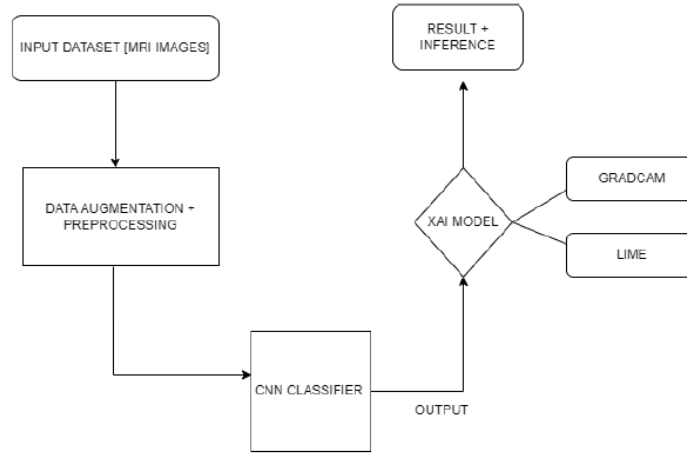 INPUT DATASET [MRI IMAGES]
DATA AUGMENTATION +
PREPROCESSING
CNN CLASSIFIER
OUTPUT
XAI MODEL
GRADCAM
LIME
RESULT +
INFERENCE